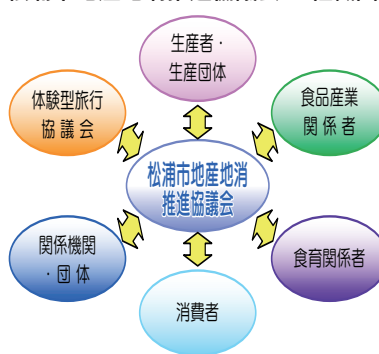 生産者・
生産団体
体験型旅行
協議会
食品産業
関係者
松浦市地産地消
推進協議会
関係機関
・団体
食育関係者
消費者